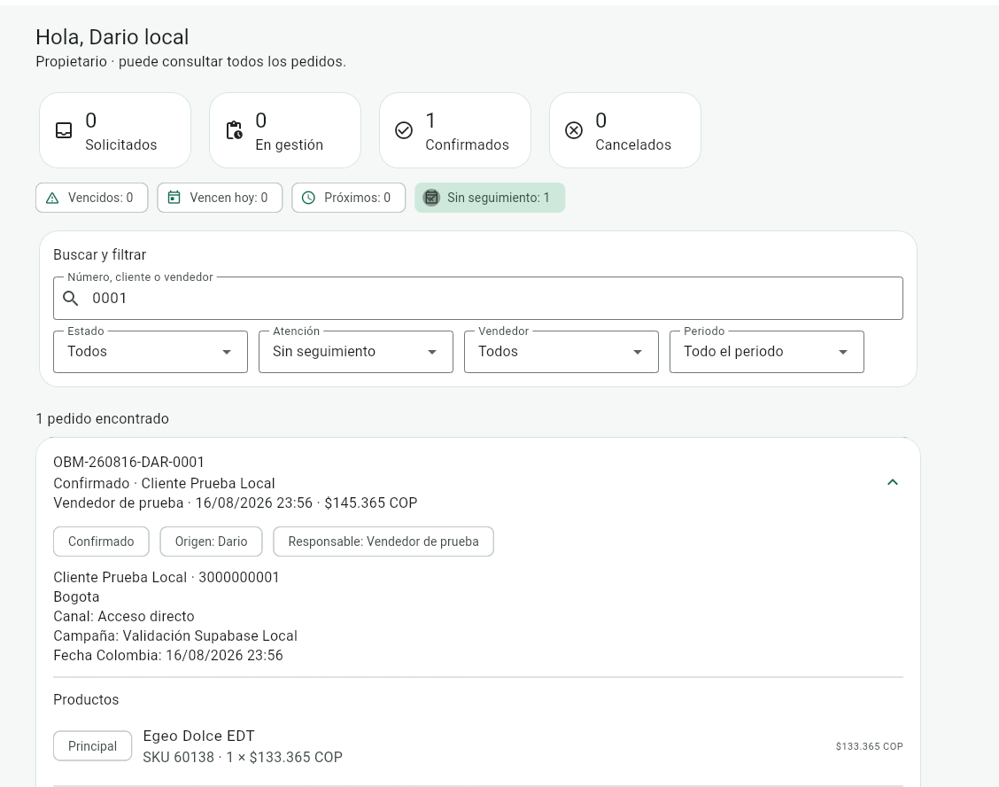 Hola, Dario local
Propietario · puede consultar todos los pedidos.
0
Solicitados
0
En gestión
1
Confirmados
0
Cancelados
Vencidos: 0
Vencen hoy: 0
Próximos: 0
Sin seguimiento: 1
Buscar y filtrar
Número, cliente o vendedor
0001
Estado
Todos
Atención
Sin seguimiento
Vendedor
Todos
Periodo
Todo el periodo
1 pedido encontrado
OBM-260816-DAR-0001
Confirmado · Cliente Prueba Local
Vendedor de prueba · 16/08/2026 23:56 · $145.365 COP
Confirmado
Origen: Dario
Responsable: Vendedor de prueba
Cliente Prueba Local · 3000000001
Bogota
Canal: Acceso directo
Campaña: Validación Supabase Local
Fecha Colombia: 16/08/2026 23:56
Productos
Principal
Egeo Dolce EDT
SKU 60138 · 1 × $133.365 COP
$133.365 COP